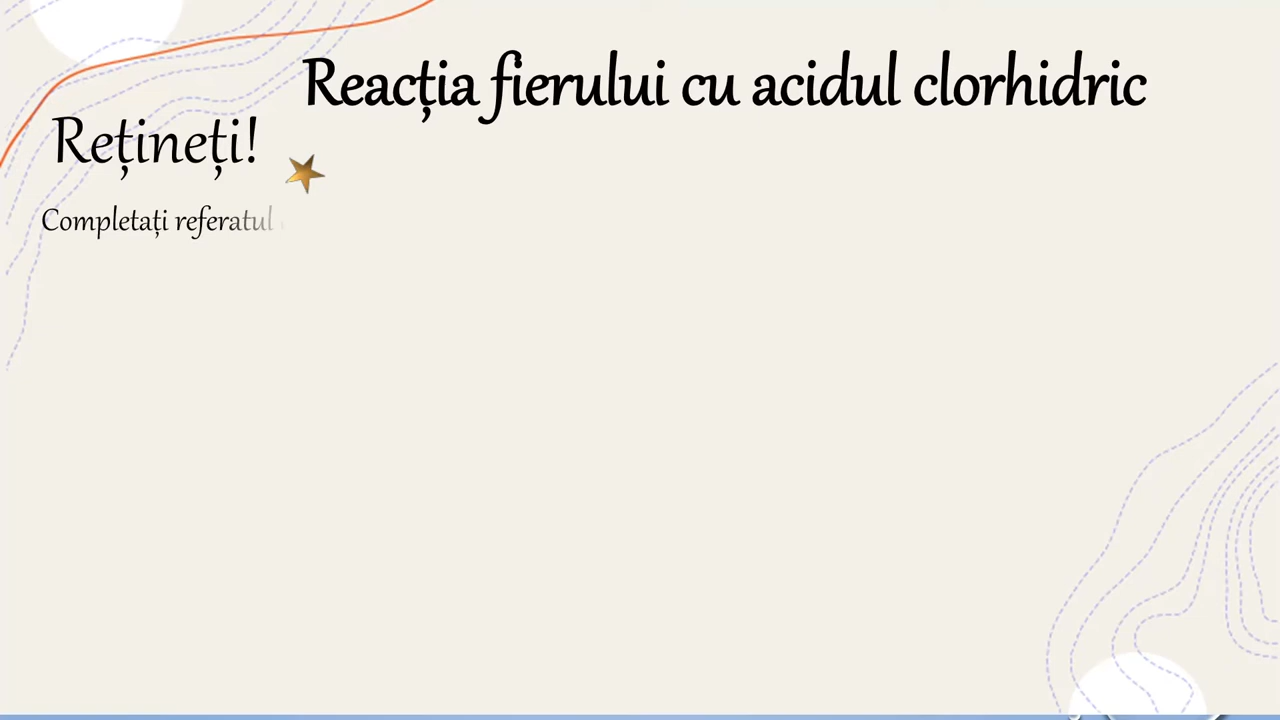 Reacția fierului cu acidul clorhidric
Rețineți!
Completați referatul